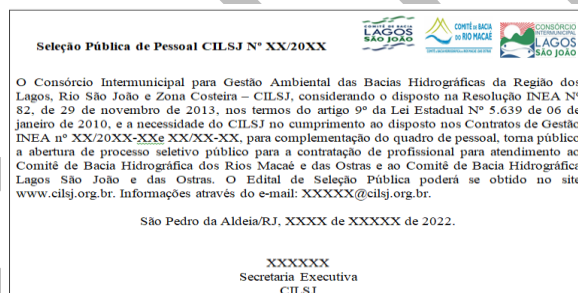 COMITÊ DE BACIA
LAGOS
SÃO JOÃO
COMITÊ DE BACIA
DO RIO MACAÉ
CONSÓRCIO
INTERMUNICIPAL
LAGOS
SÃO JOÃO
Seleção Pública de Pessoal CILSJ Nº XX/20XX
O Consórcio Intermunicipal para Gestão Ambiental das Bacias Hidrográficas da Região dos
Lagos, Rio São João e Zona Costeira – CILSJ, considerando o disposto na Resolução INEA Nº
82, de 29 de novembro de 2013, nos termos do artigo 9º da Lei Estadual Nº 5.639 de 06 de
janeiro de 2010, e a necessidade do CILSJ no cumprimento ao disposto nos Contratos de Gestão
INEA nº XX/20XX-XXe XX/XX-XX, para complementação do quadro de pessoal, torna público
a abertura de processo seletivo público para a contratação de profissional para atendimento ao
Comitê de Bacia Hidrográfica dos Rios Macaé e das Ostras e ao Comitê de Bacia Hidrográfica
Lagos São João e das Ostras. O Edital de Seleção Pública poderá se obtido no site
www.cilsj.org.br. Informações através do e-mail: XXXXX@cilsj.org.br.
São Pedro da Aldeia/RJ, XXXX de XXXXX de 2022.
XXXXXX
Secretaria Executiva
CILSJ